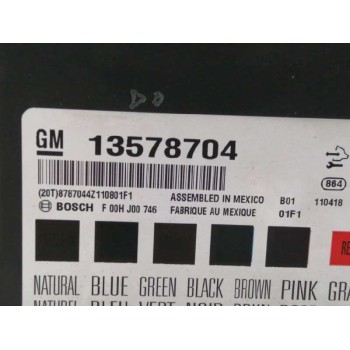 GM 13578704
864
(20T)8787044Z110801F1
ASSEMBLED IN MEXICO B01 110418
BOSCH F 00H J00 746 FABRIQUE AU MEXIQUE 01F1
NATURAL BLUE GREEN BLACK BROWN PINK